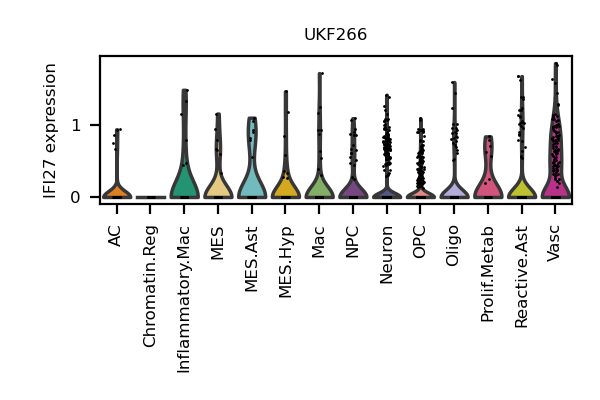 UKF266
IFI27 expression
1
0
AC
Chromatin.Reg
Inflammatory.Mac
MES
MES.Ast
MES.Hyp
Mac
NPC
Neuron
OPC
Oligo
Prolif.Metab
Reactive.Ast
Vasc